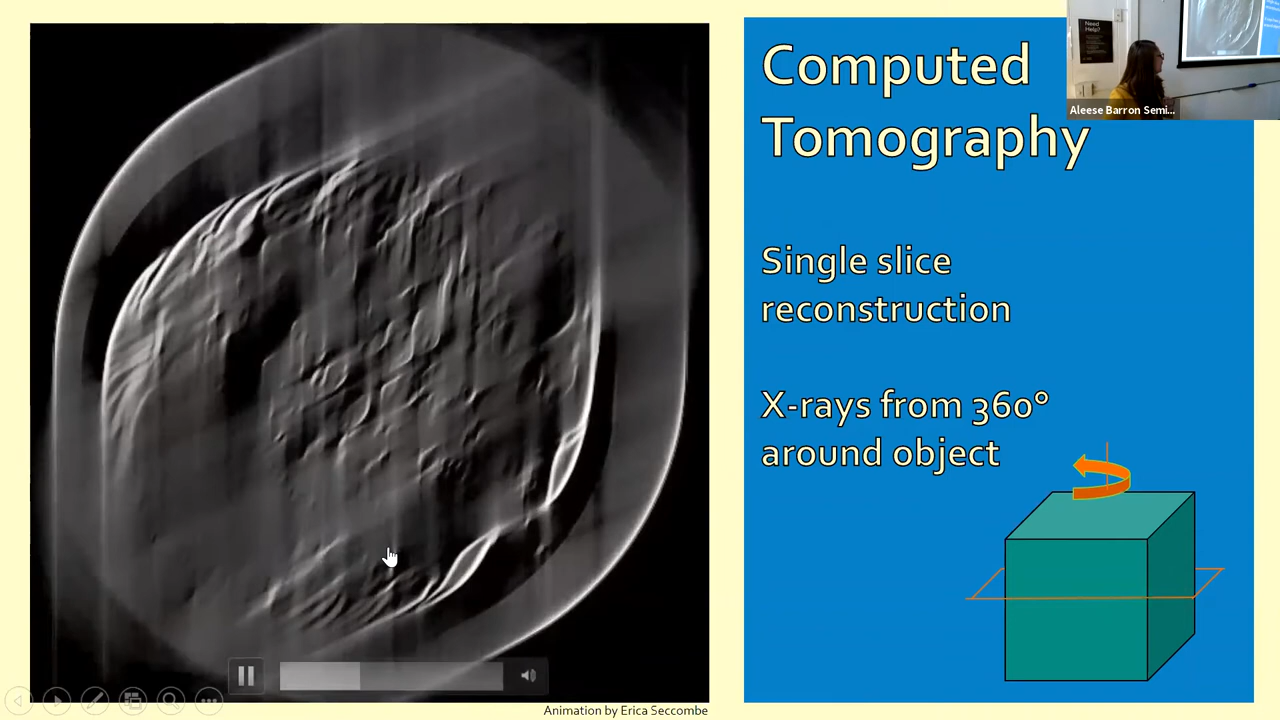 Computed
Tomography
Need
Help?
Aleese Barron Semi...
Single slice
reconstruction
X-rays from 360°
around object
Animation by Erica Seccombe